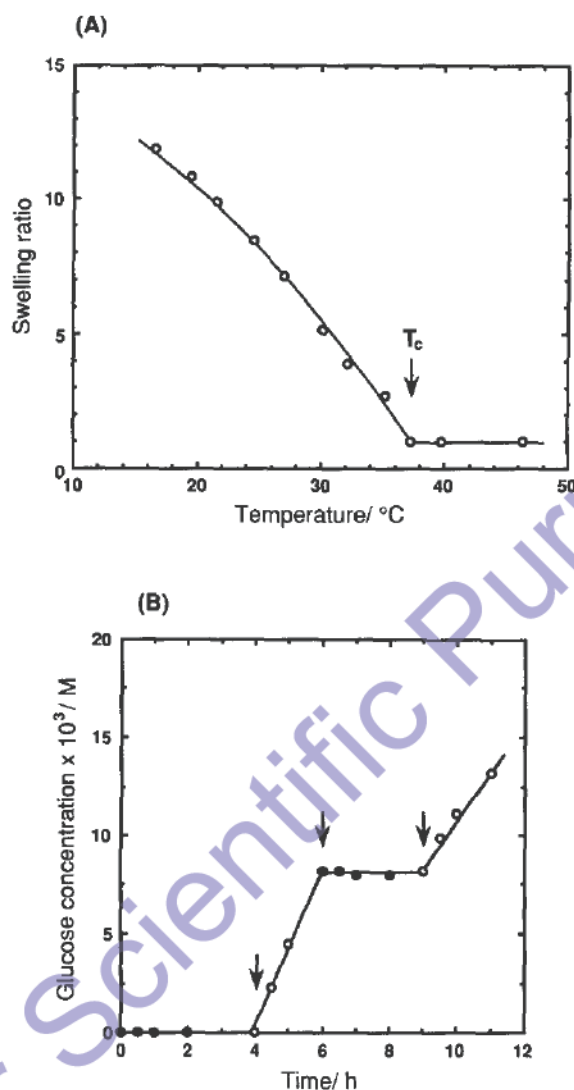 (A)
15
10
5
0
Swelling ratio
Tc
10 20 30 40 50
Temperature/ °C
(B)
20
15
10
5
0
Glucose concentration x 10³/ M
0 2 4 6 8 10 12
Time/ h
Scientific Pur